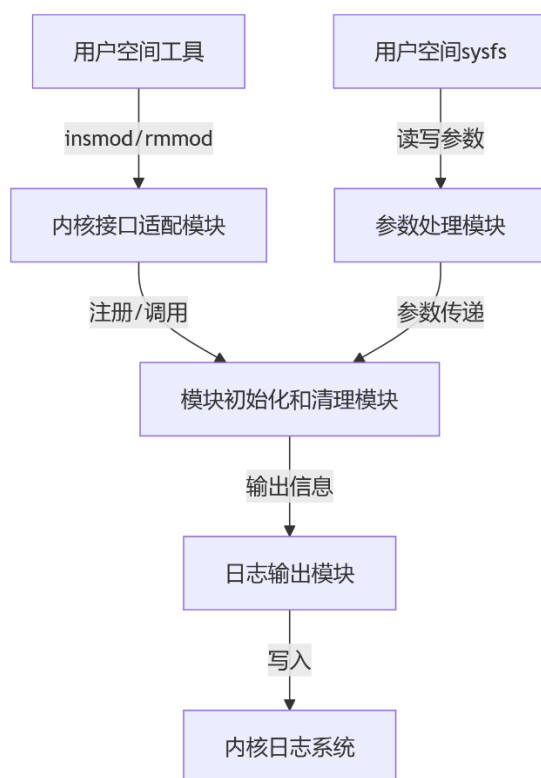 用户空间工具
用户空间sysfs
insmod/rmmod
读写参数
内核接口适配模块
参数处理模块
注册/调用
参数传递
模块初始化和清理模块
输出信息
日志输出模块
写入
内核日志系统